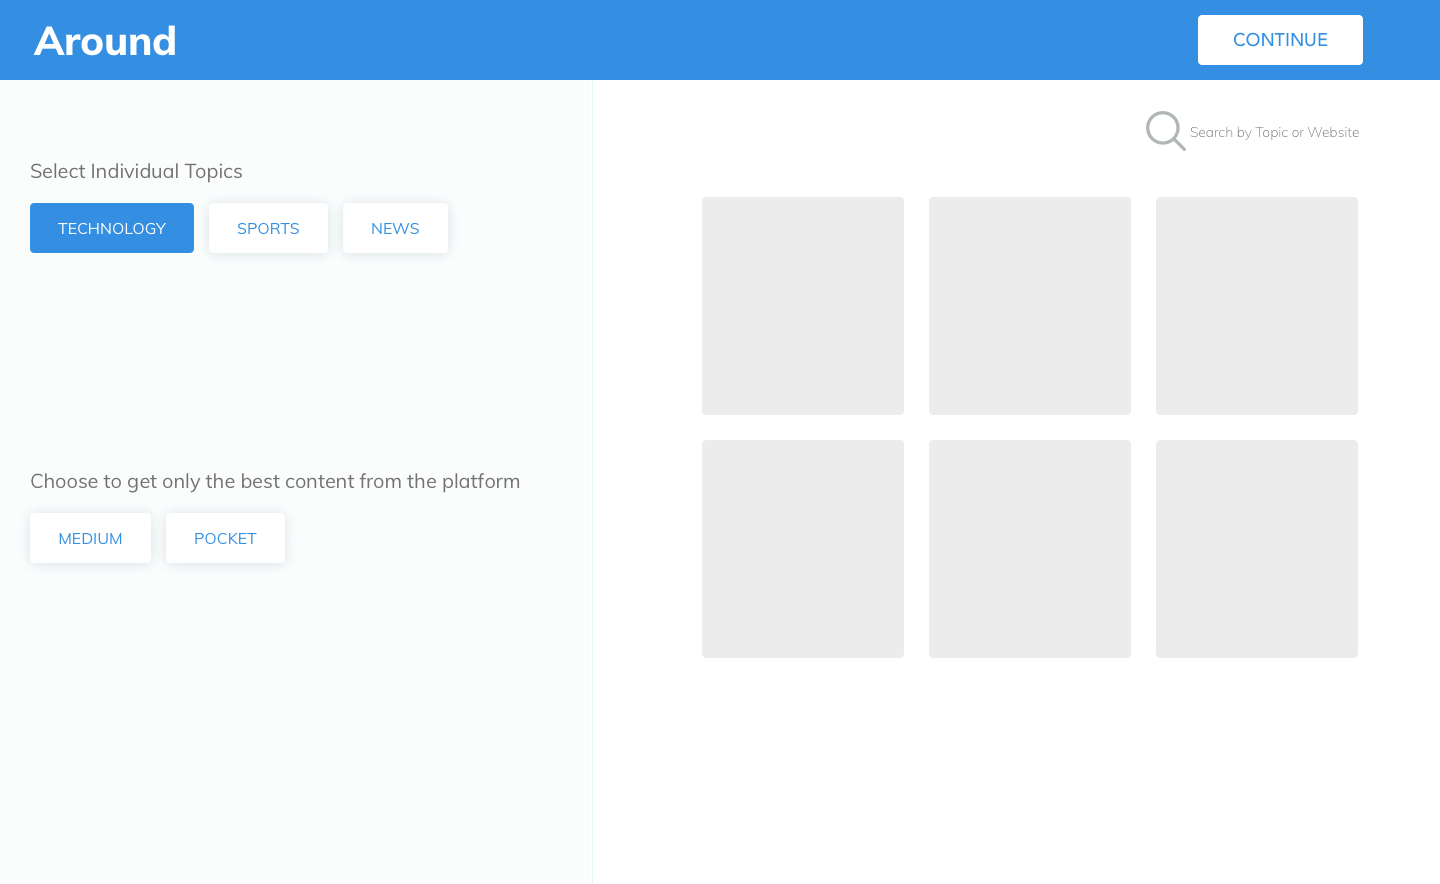 Around
CONTINUE
Search by Topic or Website
Select Individual Topics
TECHNOLOGY
SPORTS
NEWS
Choose to get only the best content from the platform
MEDIUM
POCKET